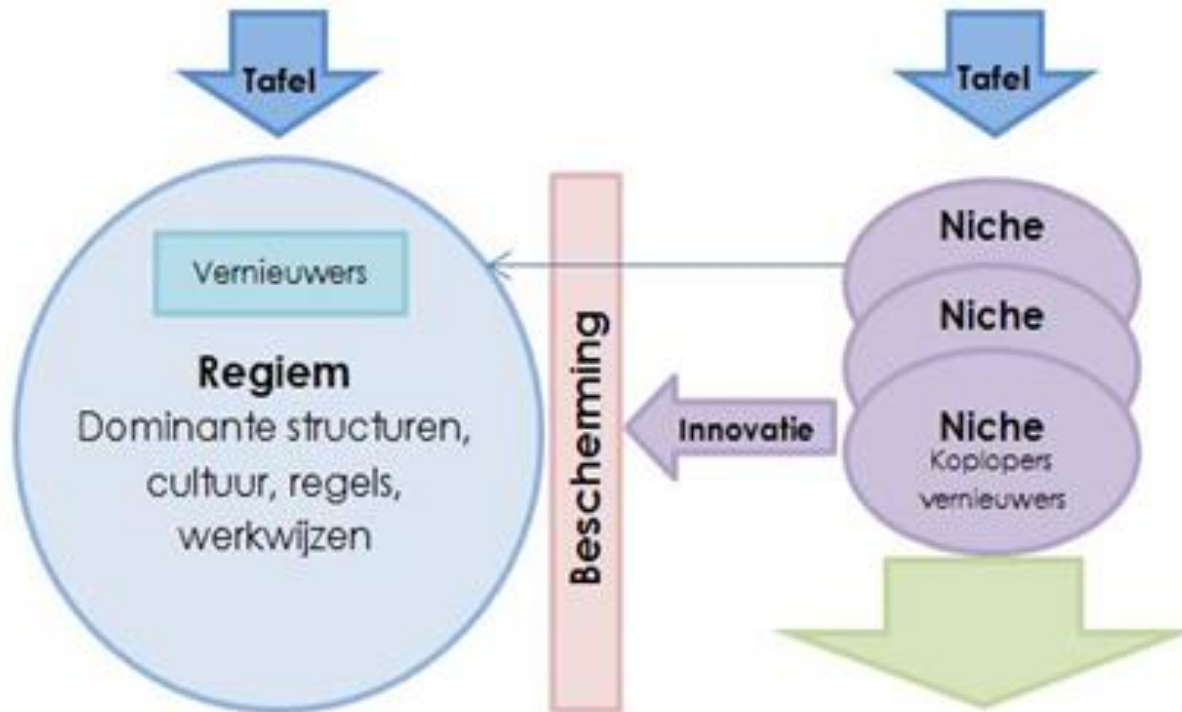 Tafel
Tafel
Vernieuwers
Regiem
Dominante structuren,
cultuur, regels,
werkwijzen
Bescherming
Innovatie
Niche
Niche
Niche
Koplopers
vernieuwers